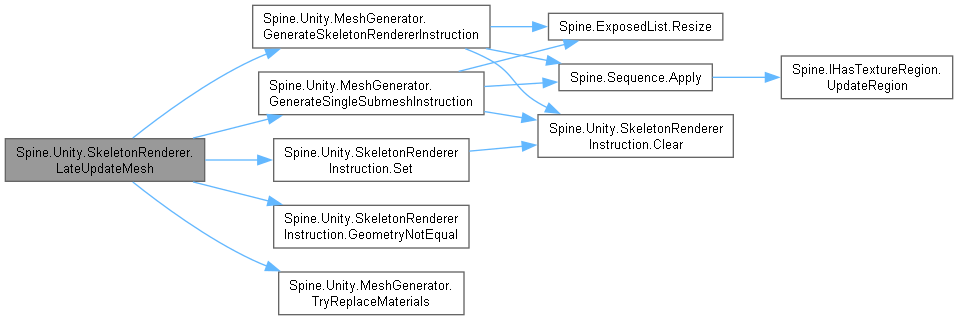 Spine.Unity.SkeletonRenderer.
LateUpdateMesh
Spine.Unity.MeshGenerator.
GenerateSkeletonRendererInstruction
Spine.Unity.MeshGenerator.
GenerateSingleSubmeshInstruction
Spine.Unity.SkeletonRenderer
Instruction.Set
Spine.Unity.SkeletonRenderer
Instruction.GeometryNotEqual
Spine.Unity.MeshGenerator.
TryReplaceMaterials
Spine.ExposedList.Resize
Spine.Sequence.Apply
Spine.Unity.SkeletonRenderer
Instruction.Clear
Spine.IHasTextureRegion.
UpdateRegion